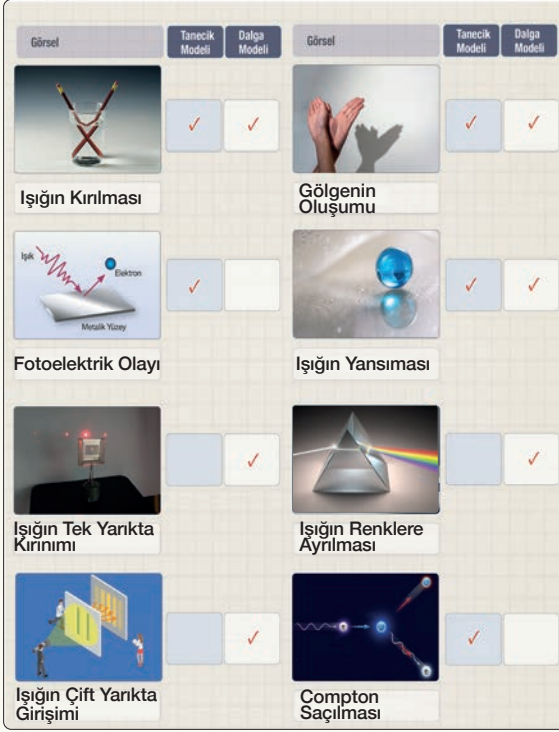 Görsel
Tanecik
Modeli
Dalga
Modeli
Görsel
Tanecik
Modeli
Dalga
Modeli
Işığın Kırılması
Gölgenin
Oluşumu
Işık
Elektron
Metalik Yüzey
Fotoelektrik Olayı
Işığın Yansıması
Işığın Tek Yarıkta
Kırınımı
Işığın Renklere
Ayrılması
Işığın Çift Yarıkta
Girişimi
Compton
Saçılması